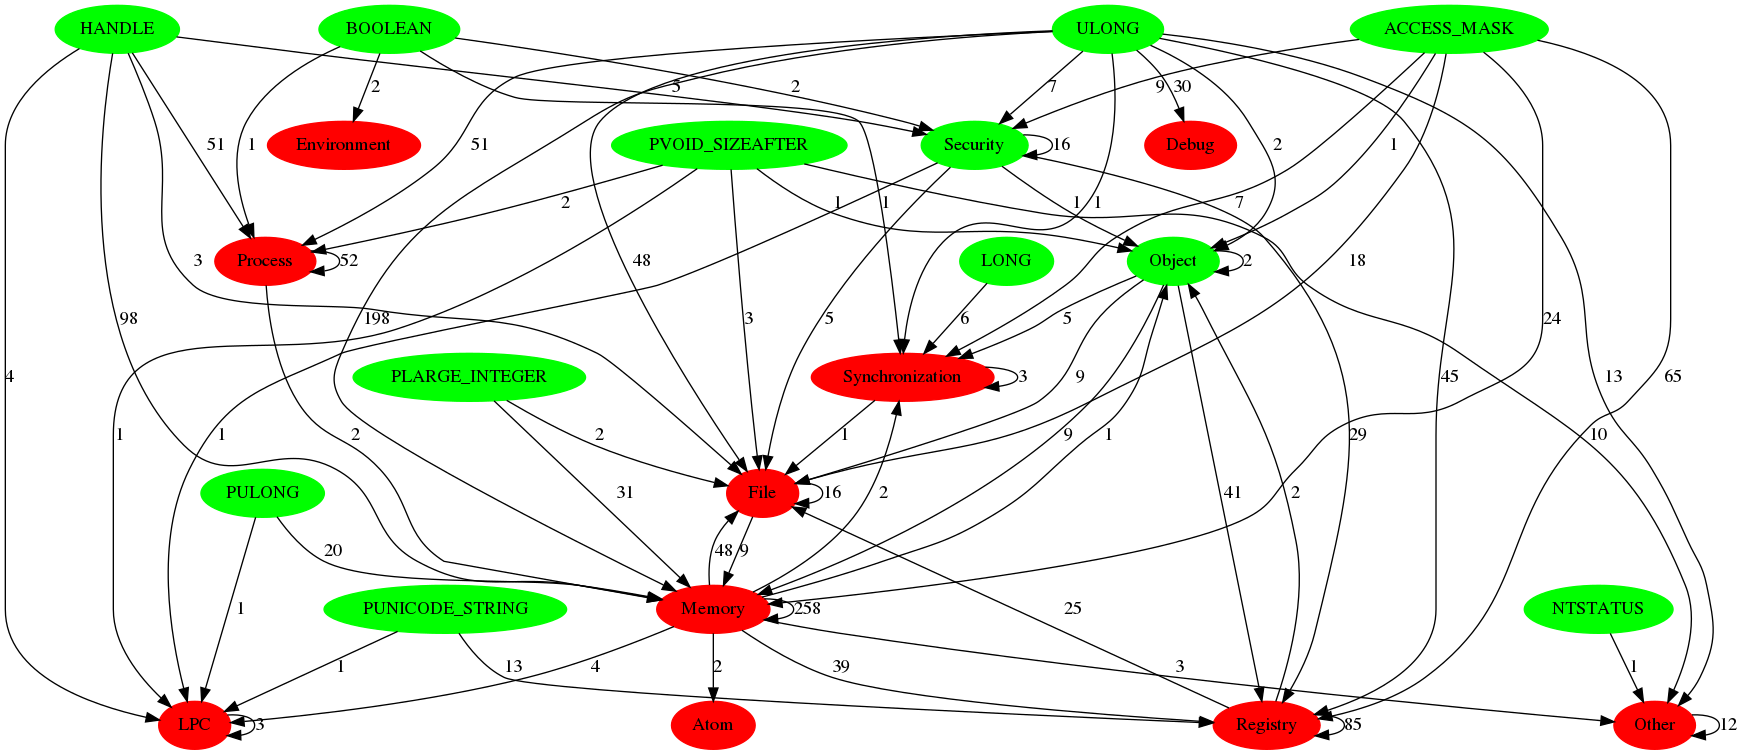 HANDLE BOOLEAN ULONG ACCESS_MASK
5 2 7 30 9
2
Environment PVOID_SIZEAFTER Security Debug
51 1 51 16 2 1
2 1 1 1 1 7
Process LONG Object
3 52 48 2 18
98 198 3 5 6 5 24
4 PLARGE_INTEGER Synchronization 3 9 45 13 65
1 1 2 2 1 9 1 29 10
PULONG 31 File 16 2 41 2
20 48 9
1 PUNICODE_STRING Memory 258 25 NTSTATUS
1 13 4 2 39 3 1
LPC 3 Atom Registry 85 Other 12